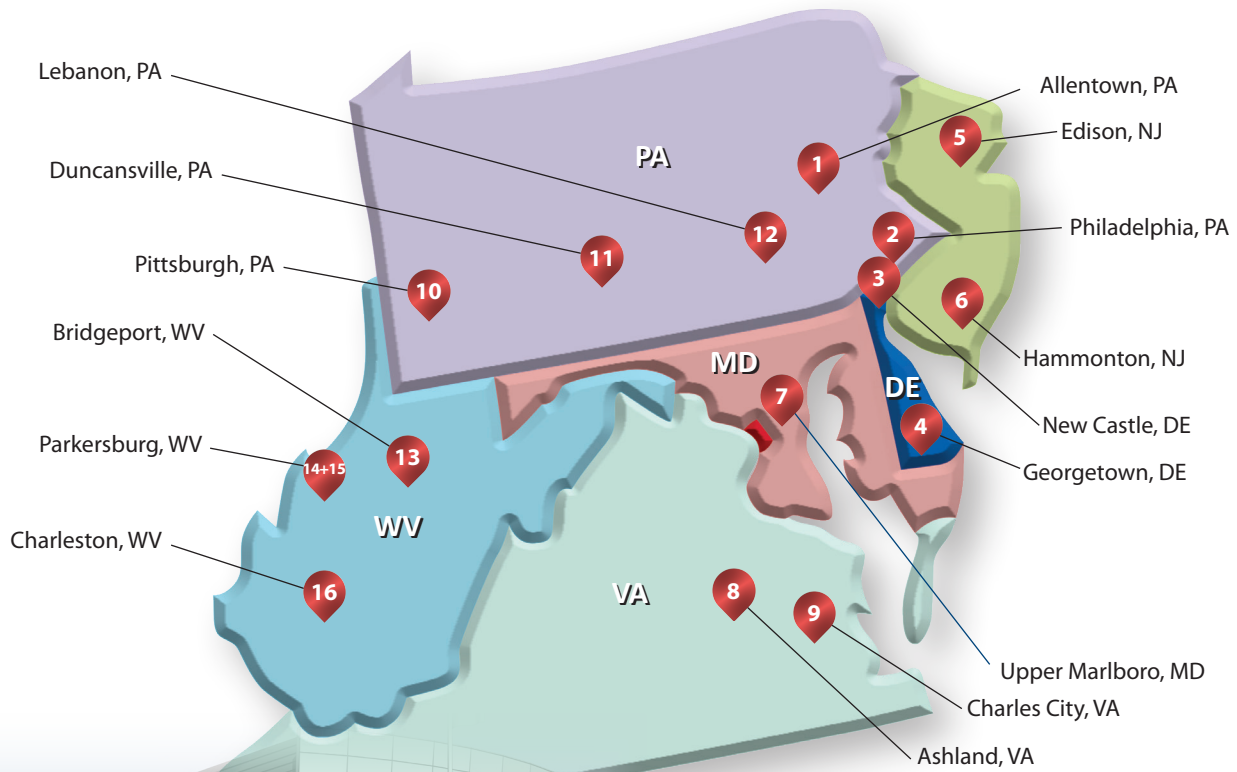 Lebanon, PA
Duncansville, PA
Pittsburgh, PA
Bridgeport, WV
Parkersburg, WV
Charleston, WV
PA
MD
DE
WV
VA
1
2
3
4
5
6
7
8
9
10
11
12
13
14+15
16
Allentown, PA
Edison, NJ
Philadelphia, PA
Hammonton, NJ
New Castle, DE
Georgetown, DE
Upper Marlboro, MD
Charles City, VA
Ashland, VA